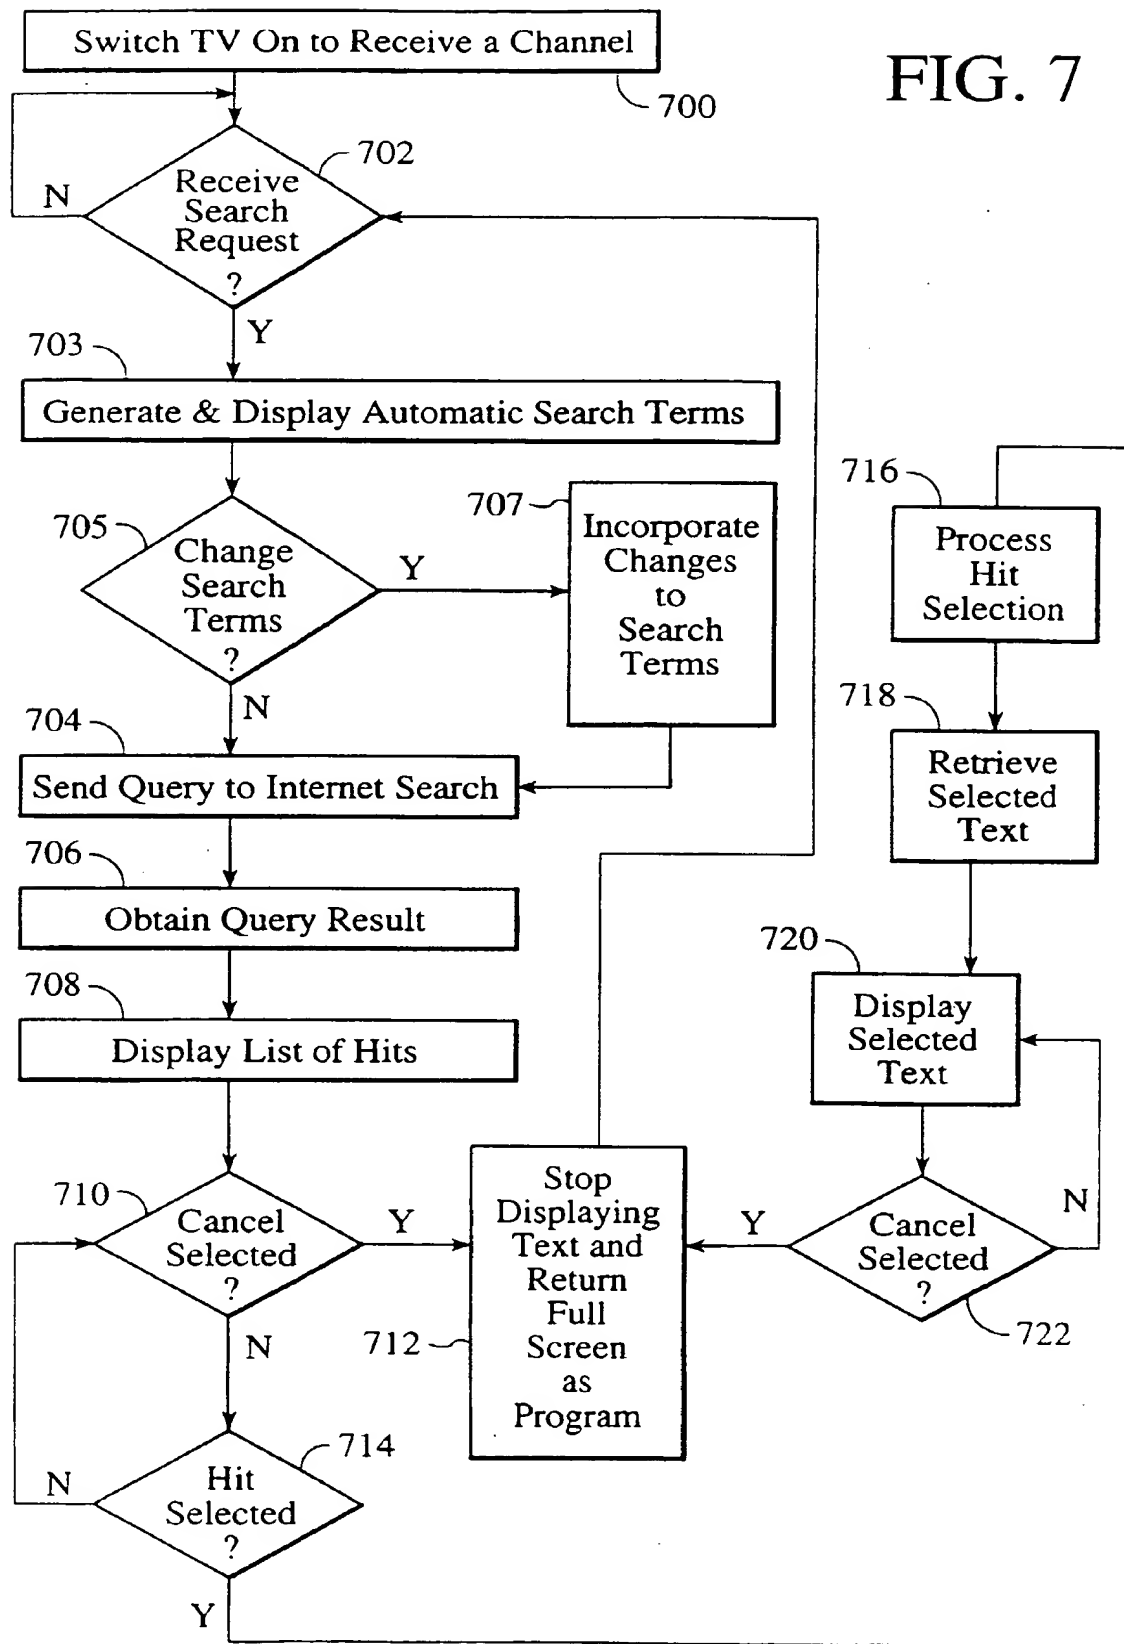 Switch TV On to Receive a Channel
700
FIG. 7
702
N
Receive
Search
Request
?
Y
703
Generate & Display Automatic Search Terms
705
Change
Search
Terms
?
Y
N
707
Incorporate
Changes
to
Search
Terms
704
Send Query to Internet Search
706
Obtain Query Result
708
Display List of Hits
710
Cancel
Selected
?
Y
N
714
N
Hit
Selected
?
Y
712
Stop
Displaying
Text and
Return
Full
Screen
as
Program
716
Process
Hit
Selection
718
Retrieve
Selected
Text
720
Display
Selected
Text
Y
Cancel
Selected
?
N
722